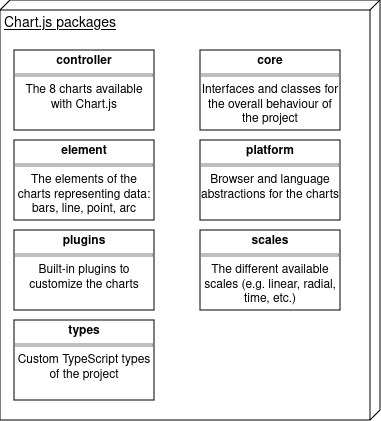 Chart.js packages
controller
The 8 charts available
with Chart.js
core
Interfaces and classes for
the overall behaviour of
the project
element
The elements of the
charts representing data:
bars, line, point, arc
platform
Browser and language
abstractions for the charts
plugins
Built-in plugins to
customize the charts
scales
The different available
scales (e.g. linear, radial,
time, etc.)
types
Custom TypeScript types
of the project